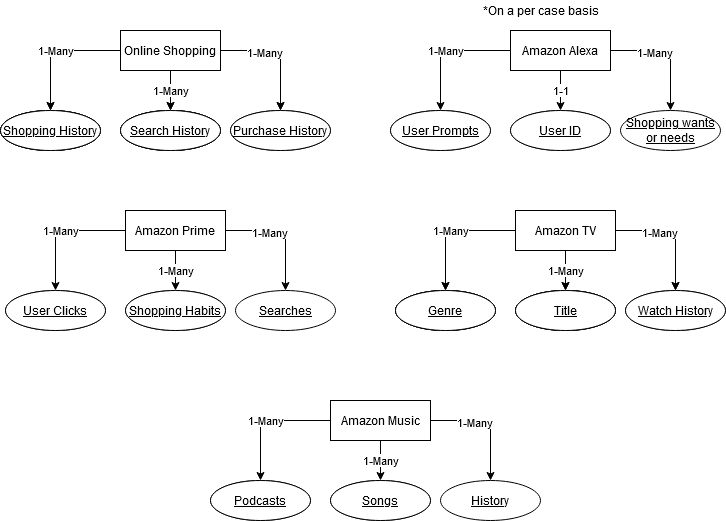 *On a per case basis
Online Shopping
1-Many
1-Many
1-Many
Shopping History
Search History
Purchase History
Amazon Alexa
1-Many
1-1
1-Many
User Prompts
User ID
Shopping wants
or needs
Amazon Prime
1-Many
1-Many
1-Many
User Clicks
Shopping Habits
Searches
Amazon TV
1-Many
1-Many
1-Many
Genre
Title
Watch History
Amazon Music
1-Many
1-Many
1-Many
Podcasts
Songs
History